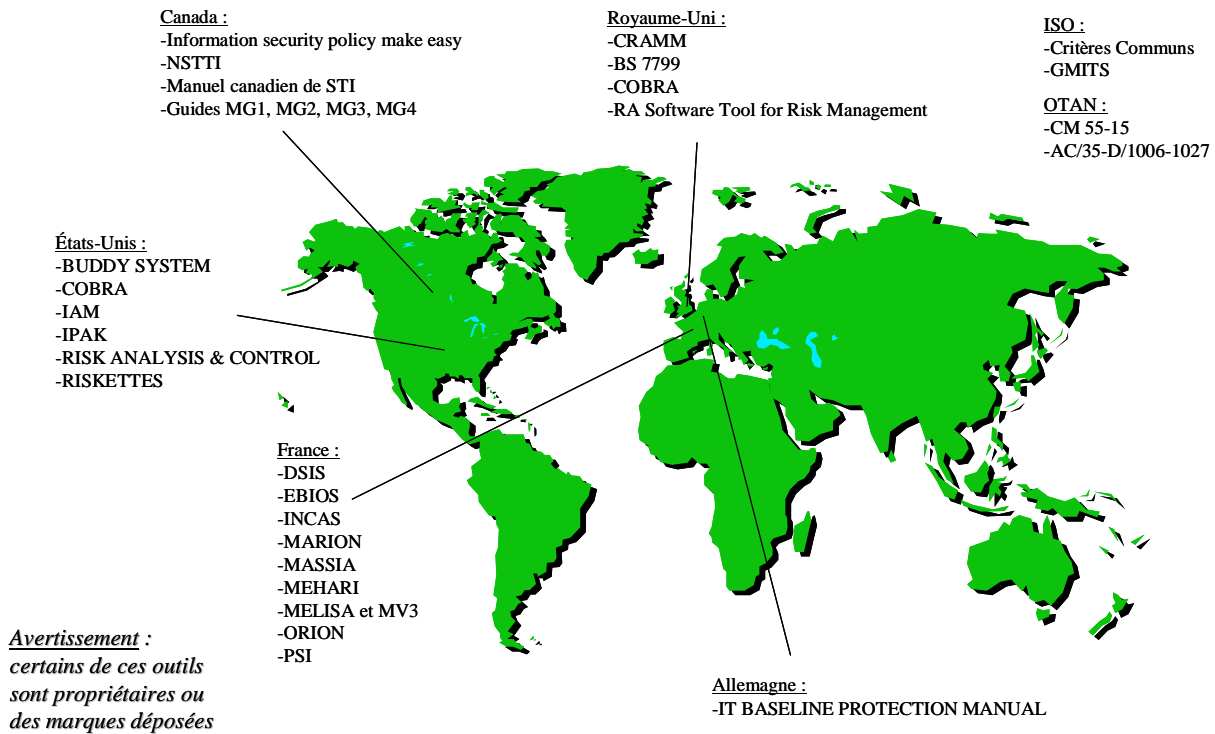 Canada :
-Information security policy make easy
-NSTTI
-Manuel canadien de STI
-Guides MG1, MG2, MG3, MG4
Royaume-Uni :
-CRAMM
-BS 7799
-COBRA
-RA Software Tool for Risk Management
ISO :
-Critères Communs
-GMITS
OTAN :
-CM 55-15
-AC/35-D/1006-1027
États-Unis :
-BUDDY SYSTEM
-COBRA
-IAM
-IPAK
-RISK ANALYSIS & CONTROL
-RISKETTES
France :
-DSIS
-EBIOS
-INCAS
-MARION
-MASSIA
-MEHARI
-MELISA et MV3
-ORION
-PSI
Avertissement :
certains de ces outils
sont propriétaires ou
des marques déposées
Allemagne :
-IT BASELINE PROTECTION MANUAL